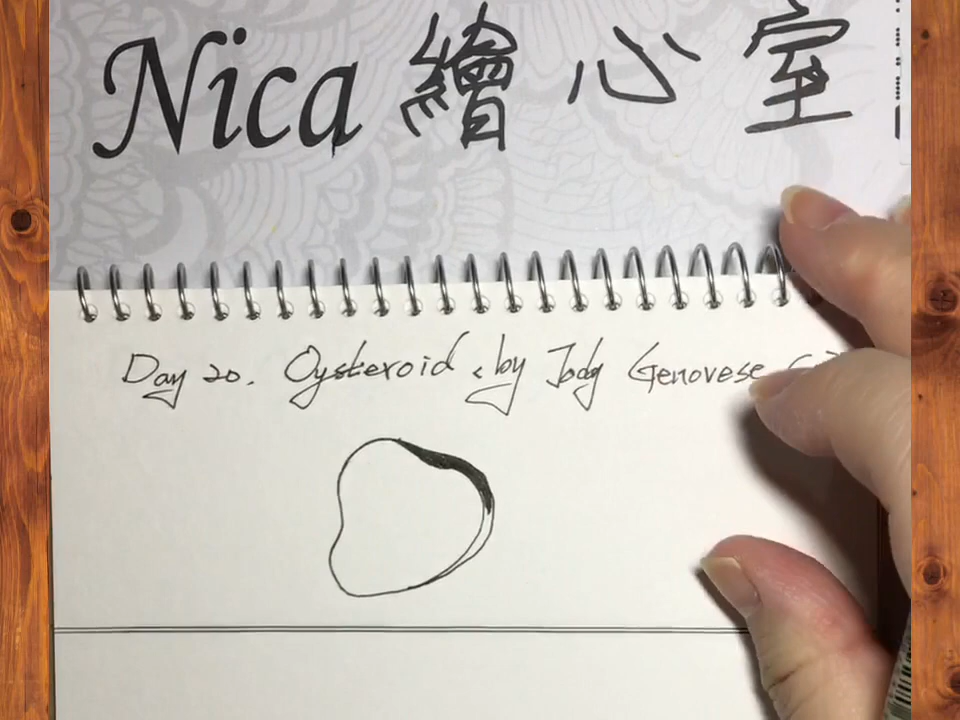 Nica 繪心室
Day 20. Oysteroid, by Jody Genovese